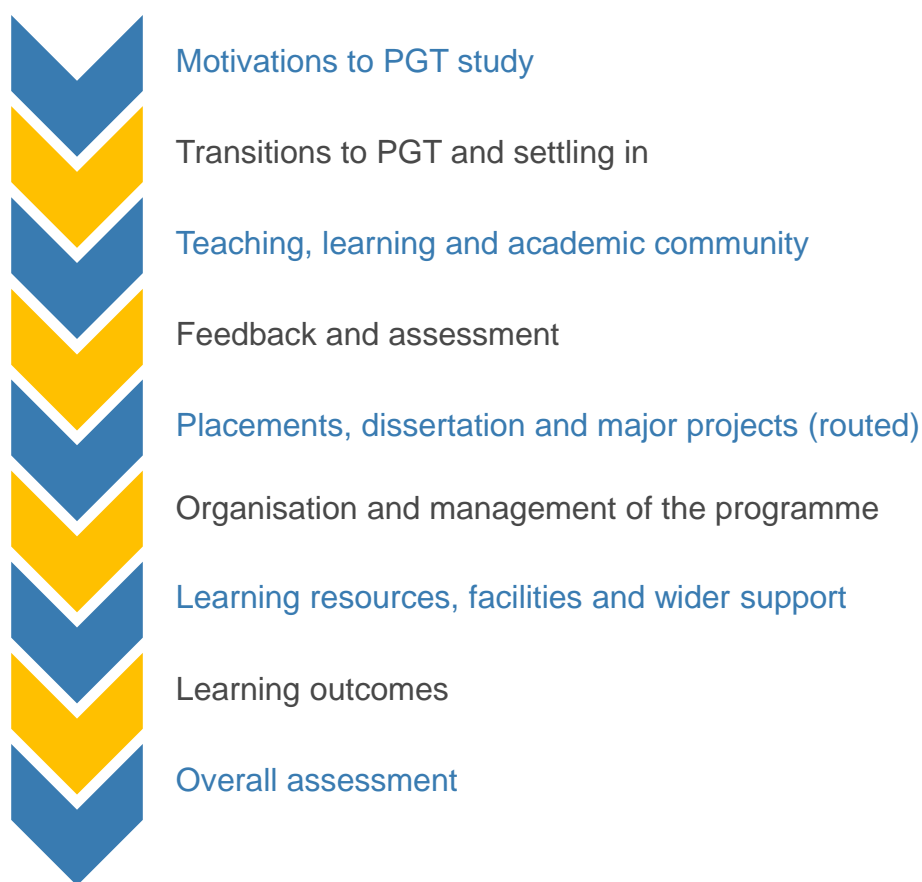 Motivations to PGT study
Transitions to PGT and settling in
Teaching, learning and academic community
Feedback and assessment
Placements, dissertation and major projects (routed)
Organisation and management of the programme
Learning resources, facilities and wider support
Learning outcomes
Overall assessment